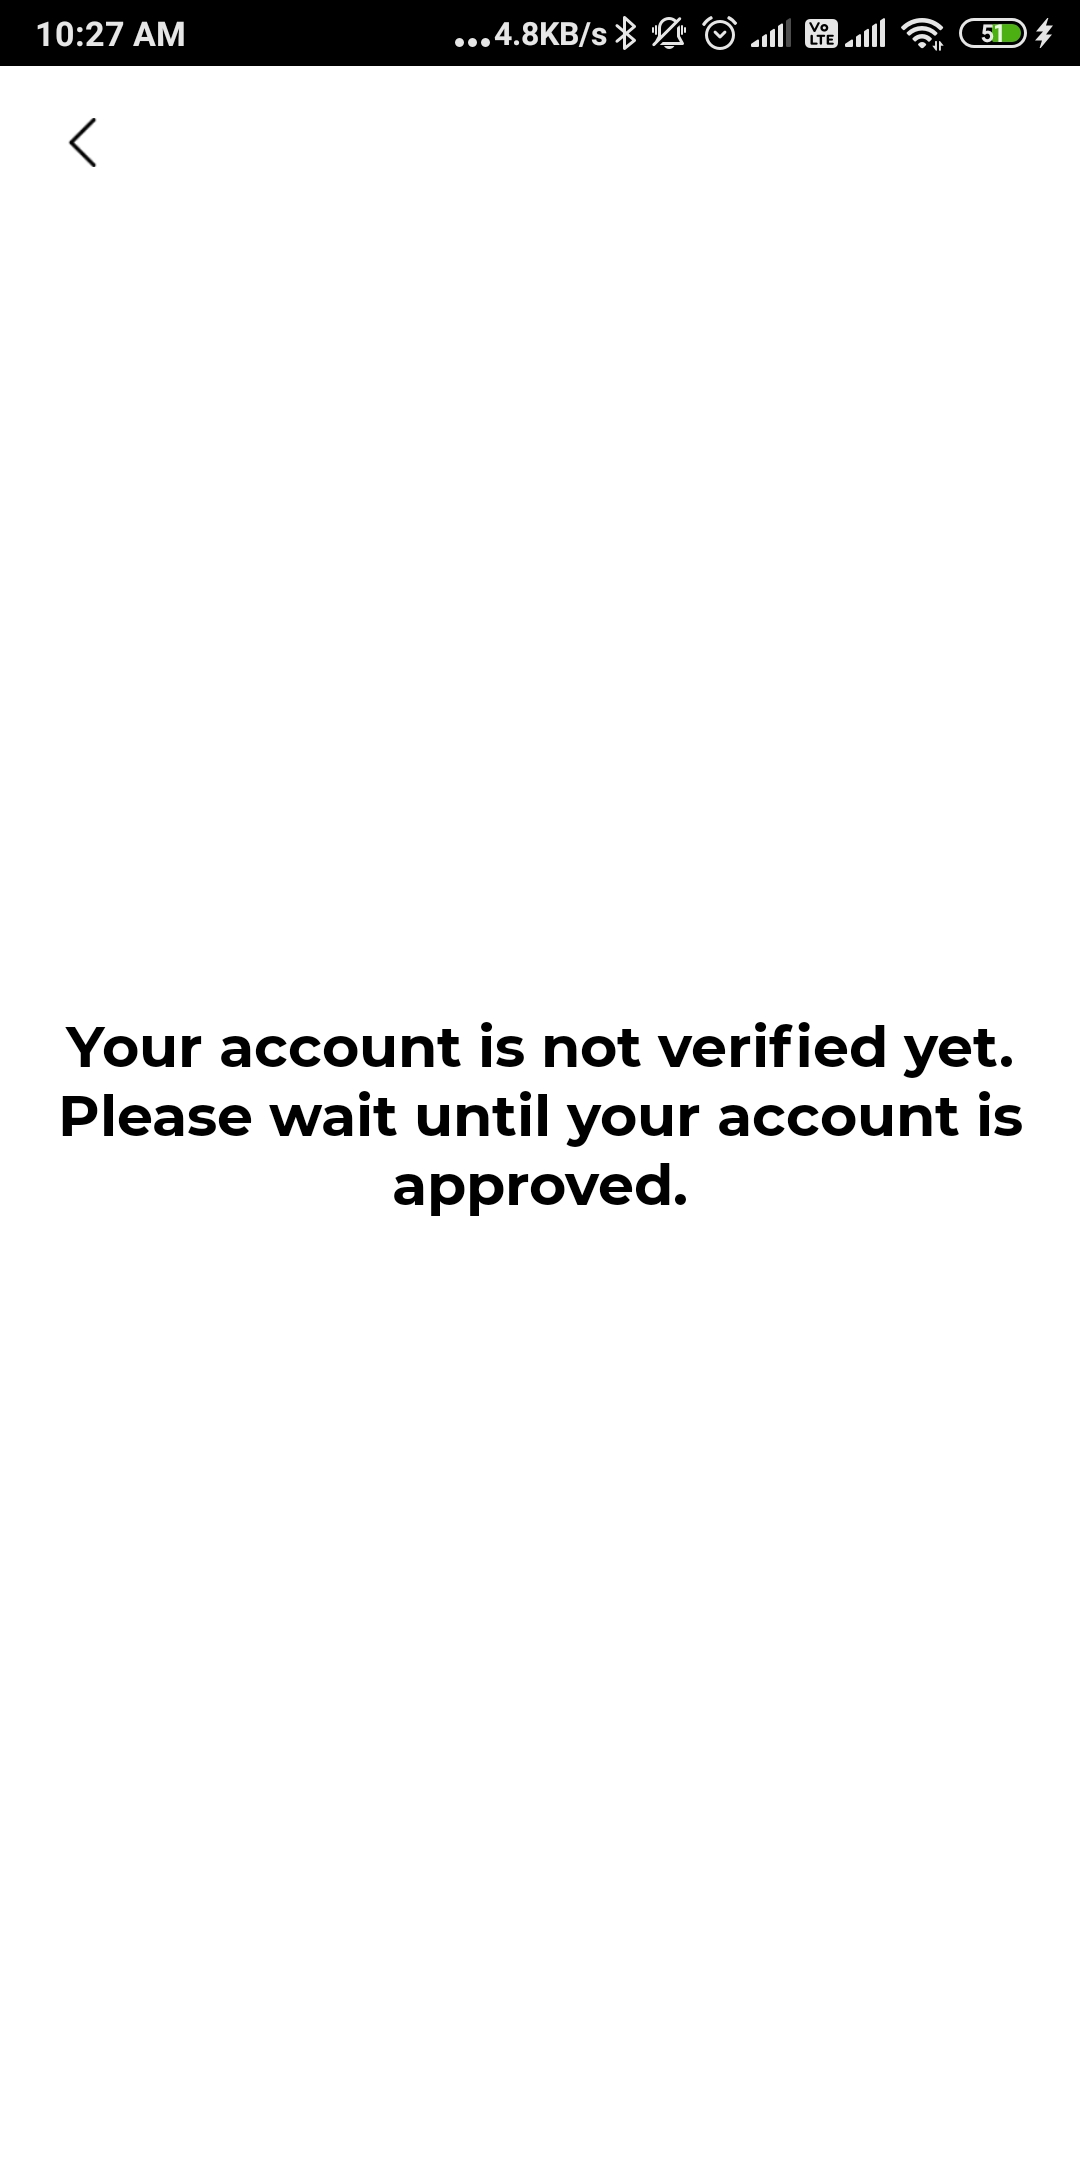 10:27 AM ...4.8KB/s Vo LTE 51
Your account is not verified yet.
Please wait until your account is
approved.